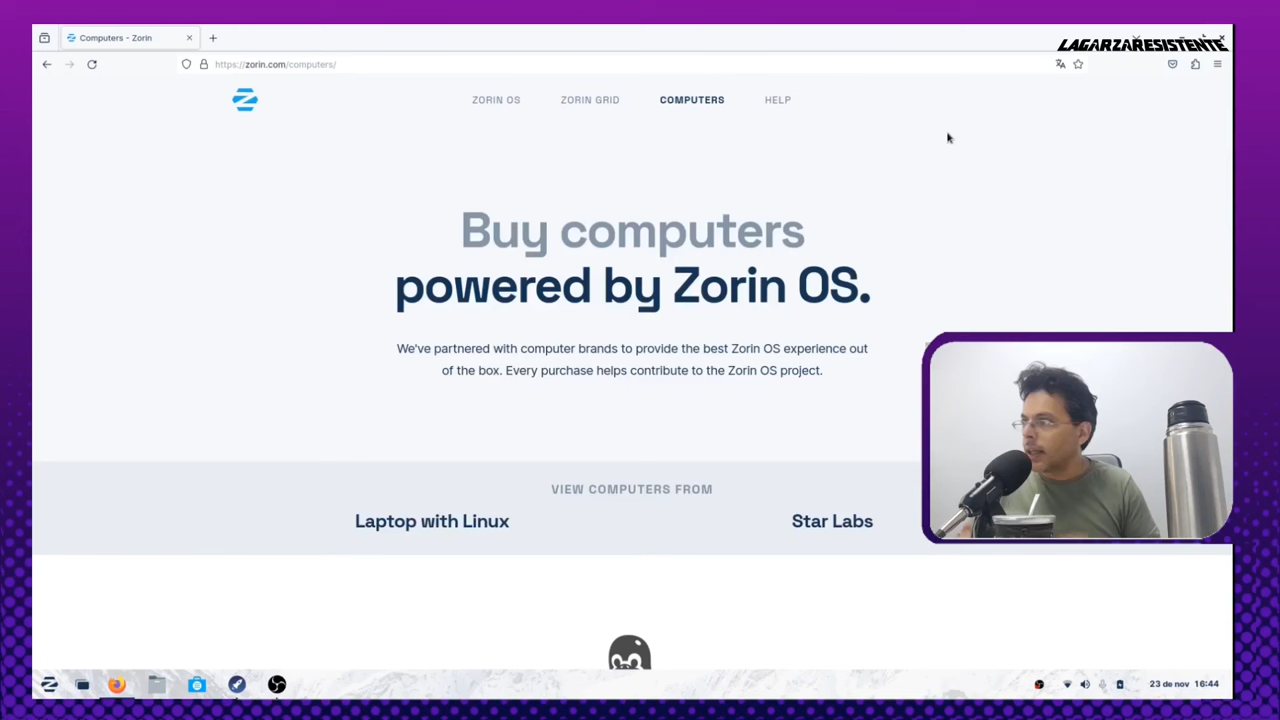 Computers - Zorin
LAGARZARESISTENTE
https://zorin.com/computers/
ZORIN OS
ZORIN GRID
COMPUTERS
HELP
Buy computers
powered by Zorin OS.
We've partnered with computer brands to provide the best Zorin OS experience out
of the box. Every purchase helps contribute to the Zorin OS project.
VIEW COMPUTERS FROM
Laptop with Linux
Star Labs
23 de nov 16:44